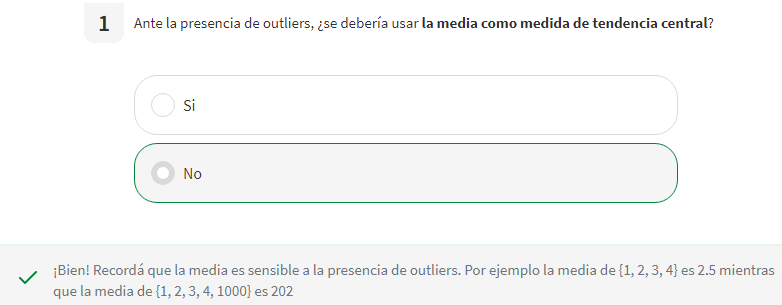 1
Ante la presencia de outliers, ¿se debería usar la media como medida de tendencia central?
Si
No
¡Bien! Recordá que la media es sensible a la presencia de outliers. Por ejemplo la media de {1, 2, 3, 4} es 2.5 mientras
que la media de {1, 2, 3, 4, 1000} es 202